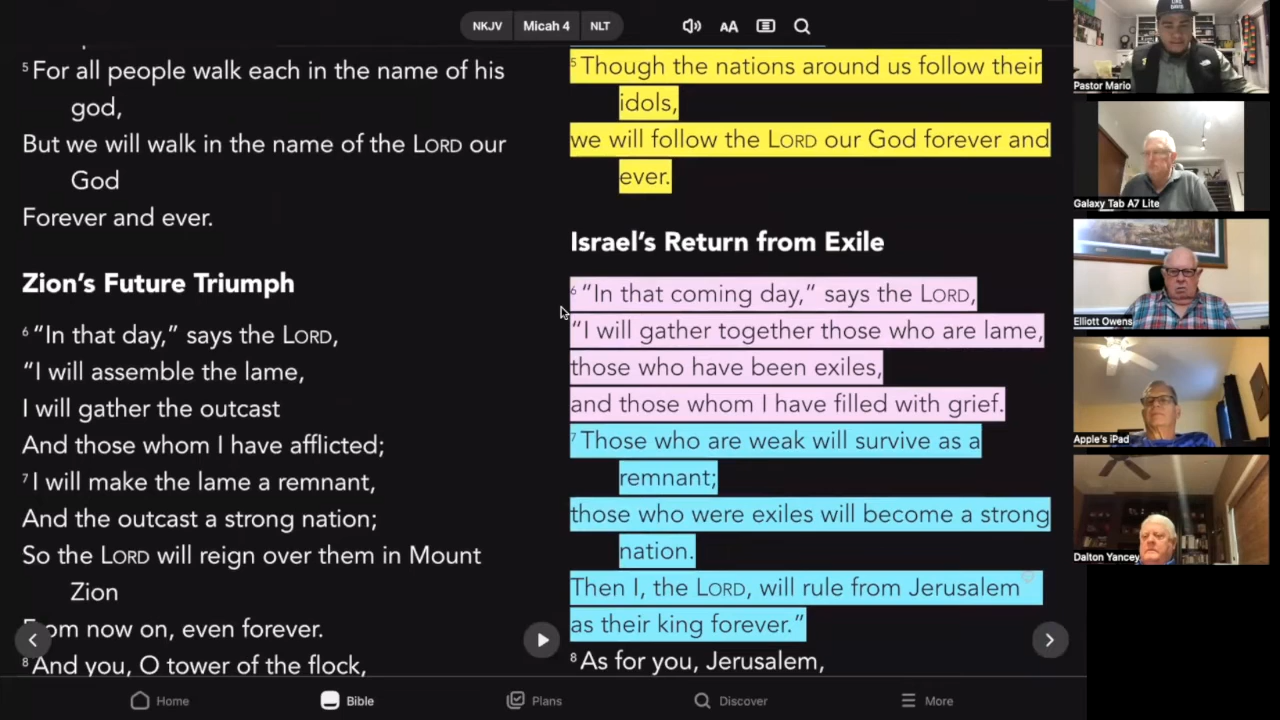 NKJV Micah 4 NLT
AA
5 For all people walk each in the name of his
god,
But we will walk in the name of the LORD our
God
Forever and ever.
Zion's Future Triumph
6 “In that day,” says the LORD,
“I will assemble the lame,
I will gather the outcast
And those whom I have afflicted;
7 I will make the lame a remnant,
And the outcast a strong nation;
So the LORD will reign over them in Mount
Zion
From now on, even forever.
8 And you, O tower of the flock,
5 Though the nations around us follow their
idols,
we will follow the LORD our God forever and
ever.
Israel's Return from Exile
6 “In that coming day,” says the LORD,
“I will gather together those who are lame,
those who have been exiles,
and those whom I have filled with grief.
7 Those who are weak will survive as a
remnant;
those who were exiles will become a strong
nation.
Then I, the LORD, will rule from Jerusalem
as their king forever.”
8 As for you, Jerusalem,
Home Bible Plans Discover More
LIKE
DAVID
Pastor Mario
Galaxy Tab A7 Lite
Elliott Owens
Apple's iPad
Dalton Yancey